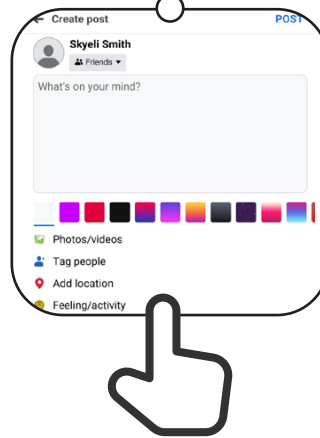 ← Create post POST
Skyeli Smith
Friends
What's on your mind?
Photos/videos
Tag people
Add location
Feeling/activity